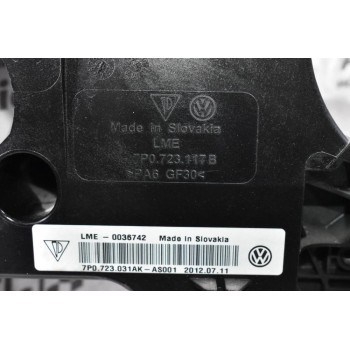 Made in Slovakia
LME
7P0.723.117B
>PA6 GF30<
LME - 0036742 Made in Slovakia
7P0.723.031AK-AS001 2012.07.11